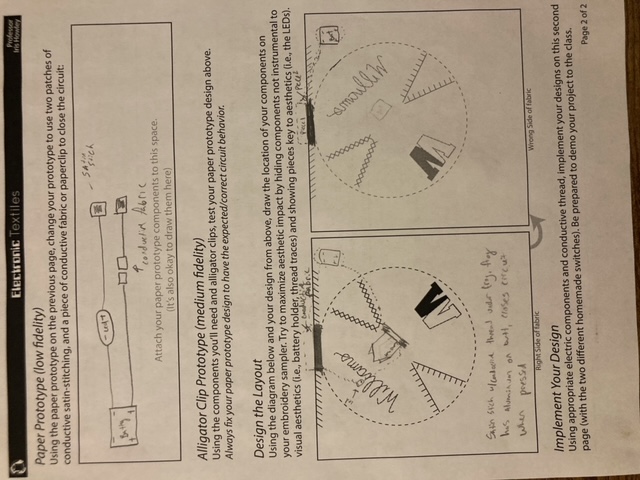 Electronic Textiles
Professor
Iris Howley
Paper Prototype (low fidelity)
Using the paper prototype on the previous page, change your prototype to use two patches of
conductive satin-stitching, and a piece of conductive fabric or paperclip to close the circuit:
- LED +
satin
stich
Battery
conductive fabric
Attach your paper prototype components to this space.
(It's also okay to draw them here)
Alligator Clip Prototype (medium fidelity)
Using the components you'll need and alligator clips, test your paper prototype design above.
Always fix your paper prototype design to have the expected/correct circuit behavior.
Design the Layout
Using the diagram below and your design from above, draw the location of your components on
your embroidery sampler. Try to maximize aesthetic impact by hiding components not instrumental to
visual aesthetics (i.e., battery holder, thread traces) and showing pieces key to aesthetics (i.e., the LEDs).
conductive
fabric
Williams
W
Piece 1
Piece 2
Williams
W
Satin stich w/conductive thread under frog, frog
has aluminum on butt, closes circuit
when pressed
Right Side of fabric
Wrong Side of fabric
Implement Your Design
Using appropriate electric components and conductive thread, implement your designs on this second
page (with the two different homemade switches). Be prepared to demo your project to the class.
Page 2 of 2